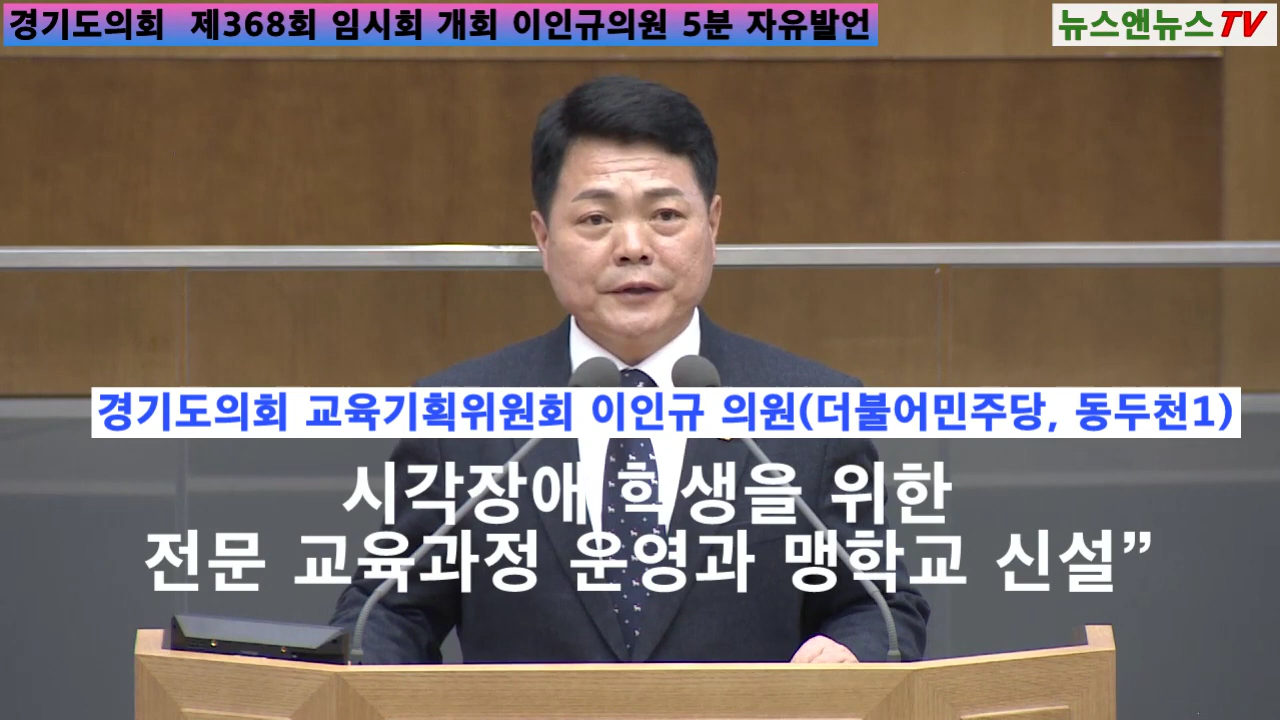 경기도의회 제368회 임시회 개회 이인규의원 5분 자유발언
뉴스앤뉴스TV
경기도의회 교육기획위원회 이인규 의원(더불어민주당, 동두천1)
시각장애 학생을 위한
전문 교육과정 운영과 맹학교 신설”